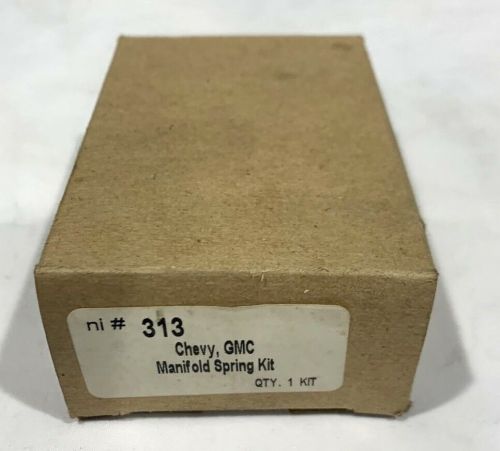 ni # 313
Chevy, GMC
Manifold Spring Kit
QTY. 1 KIT